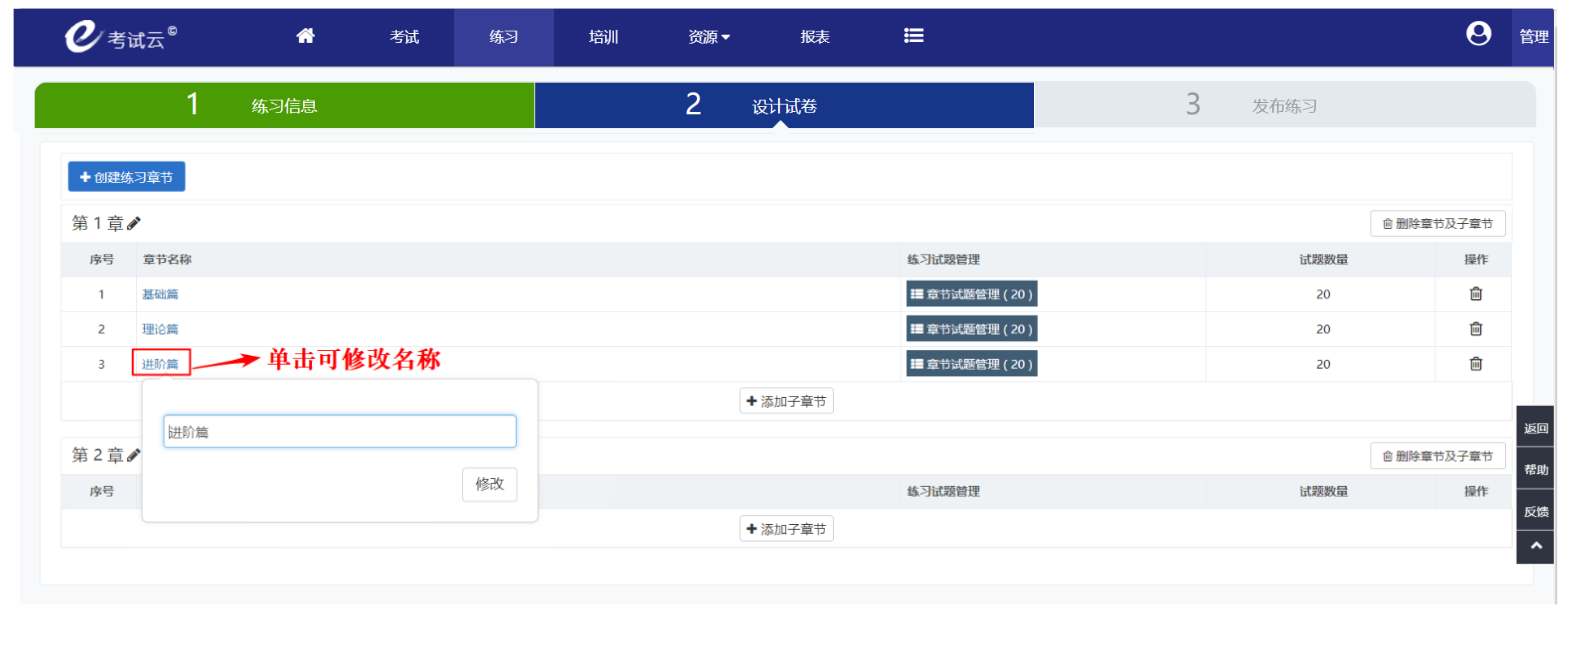 考试云© 考试 练习 培训 资源 报表 管理
1 练习信息 2 设计试卷 3 发布练习
创建练习章节
第 1 章 删除章节及子章节
序号 章节名称 练习试题管理 试题数量 操作
1 基础篇 章节试题管理 ( 20 ) 20
2 理论篇 章节试题管理 ( 20 ) 20
3 进阶篇 单击可修改名称 章节试题管理 ( 20 ) 20
添加子章节
进阶篇
修改
第 2 章 删除章节及子章节
序号 练习试题管理 试题数量 操作
添加子章节
返回
帮助
反馈